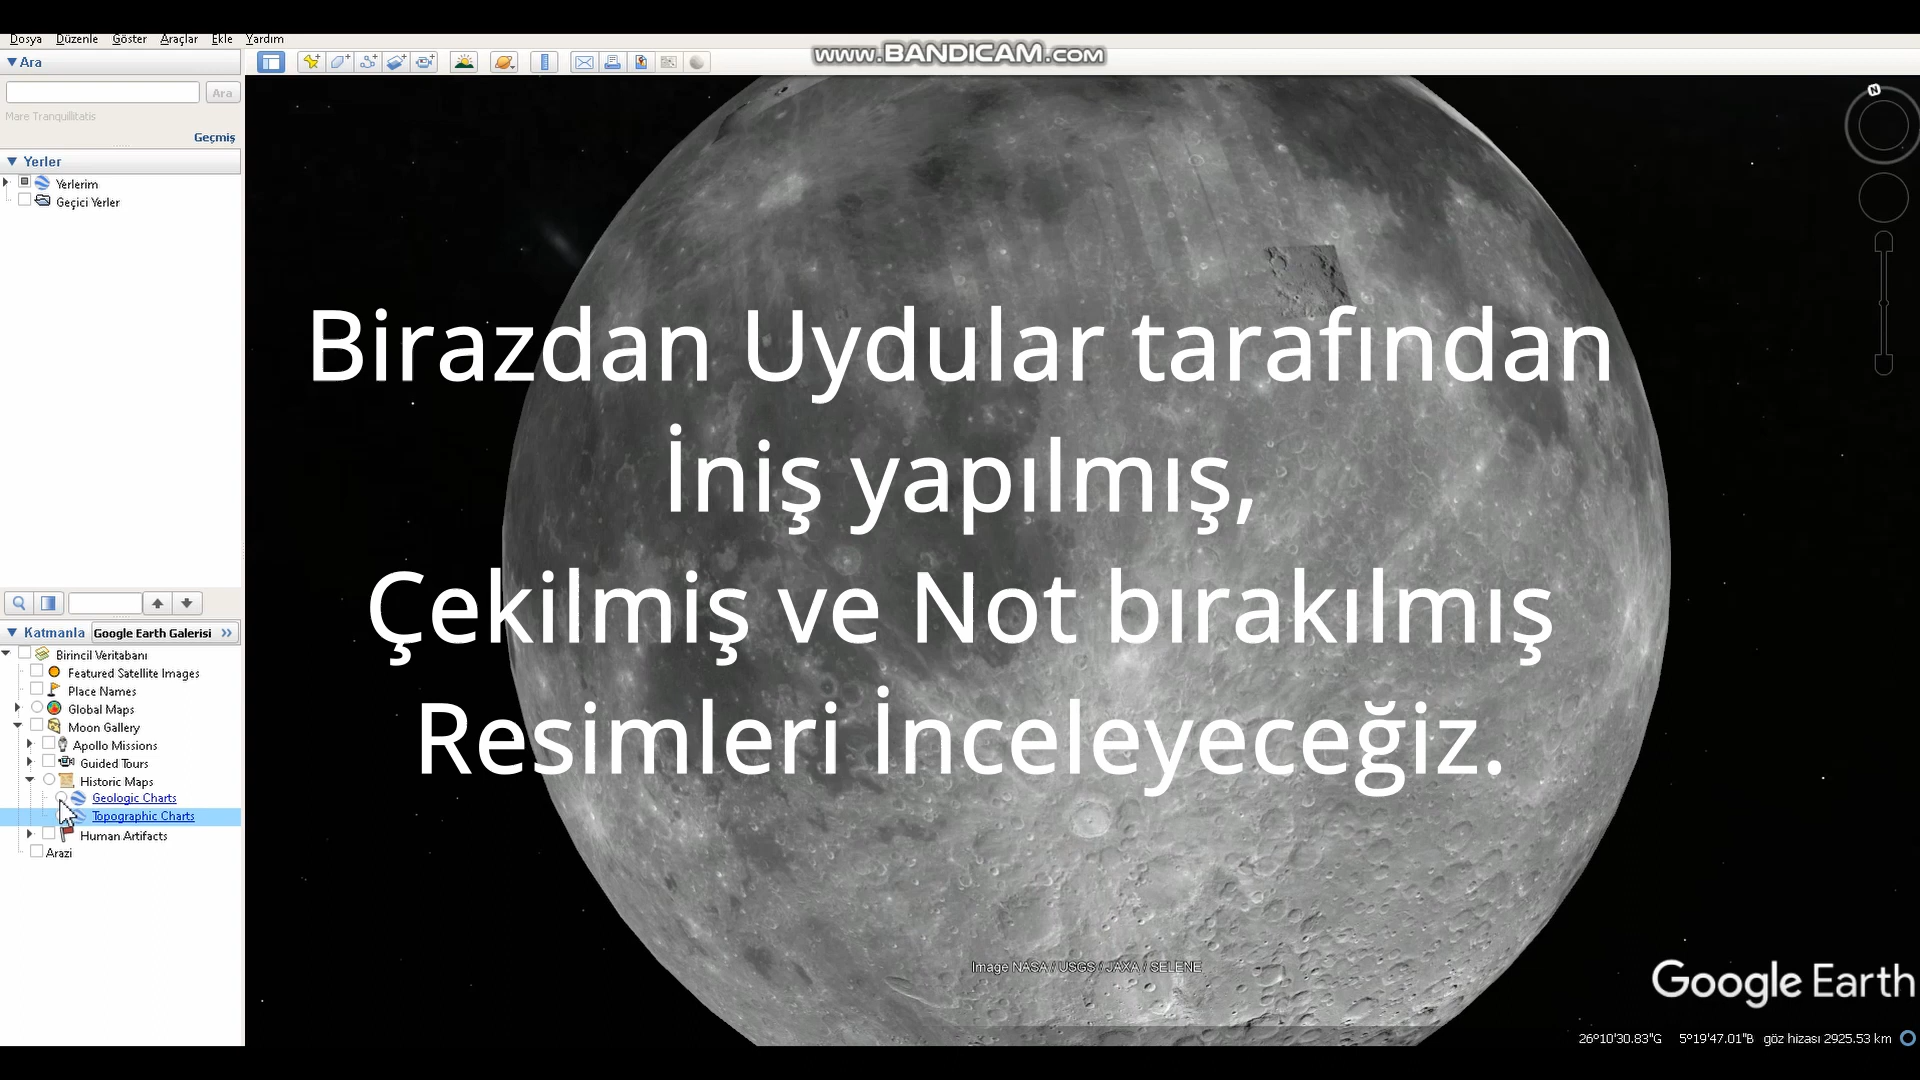 Dosya Düzenle Göster Araçlar Ekle Yardım
www.BANDICAM.com
Ara
Ara
Mare Tranquillitatis
Geçmiş
Yerler
Yerlerim
Geçici Yerler
N
Birazdan Uydular tarafından
İniş yapılmış,
Çekilmiş ve Not bırakılmış
Resimleri İnceleyeceğiz.
Katmanla Google Earth Galerisi »
Birincil Veritabanı
Featured Satellite Images
Place Names
Global Maps
Moon Gallery
Apollo Missions
Guided Tours
Historic Maps
Geologic Charts
Topographic Charts
Human Artifacts
Arazi
Image NASA / USGS / JAXA / SELENE
Google Earth
26°10'30.83"G 5°19'47.01"B göz hizası 2925.53 km